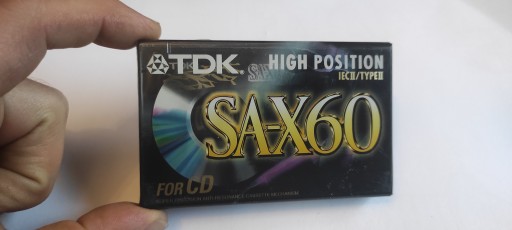 TDK. HIGH POSITION
IECII/TYPEII
SA-X60
FOR CD